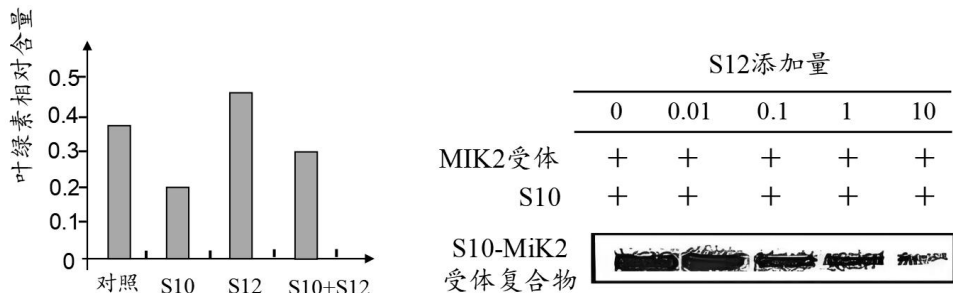 叶绿素相对含量
0.5
0.4
0.3
0.2
0.1
0
对照 S10 S12 S10+S12
S12添加量
0 0.01 0.1 1 10
MIK2受体 + + + + +
S10 + + + + +
S10-MiK2
受体复合物